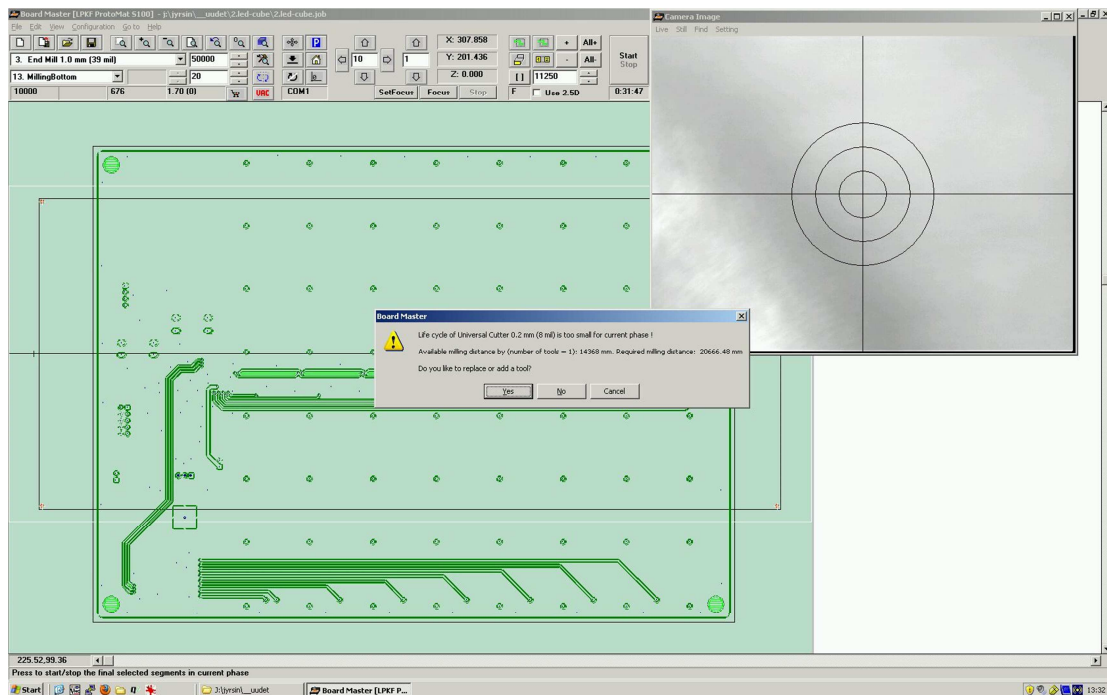 Board Master [LPKF ProtoMat S100] - j:\jyrsin\__uudet\2.led-cube\2.led-cube.job
File Edit View Configuration Go to Help
X: 307.858
Y: 201.436
Z: 0.000
3. End Mill 1.0 mm (39 mil)
50000
10
1
+
All+
-
All-
Start
Stop
13. MillingBottom
20
[ ]
11250
10000
676
1.70 (0)
VAC
COM1
SetFocus
Focus
Stop
F
Use 2.5D
0:31:47
Camera Image
Live Still Find Setting
Board Master
Life cycle of Universal Cutter 0.2 mm (8 mil) is too small for current phase !
Available milling distance by (number of tools = 1): 14368 mm. Required milling distance: 20666.48 mm
Do you like to replace or add a tool?
Yes
No
Cancel
225.52,99.36
Press to start/stop the final selected segments in current phase
Start
J:\jyrsin\__uudet
Board Master [LPKF P...
13:32